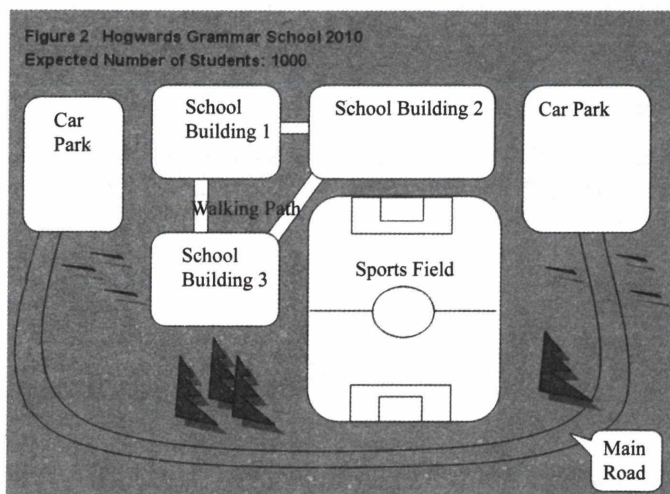 Figure 2 Hogwards Grammar School 2010
Expected Number of Students: 1000
Car
Park
School
Building 1
School Building 2
Car Park
Walking Path
School
Building 3
Sports Field
Main
Road